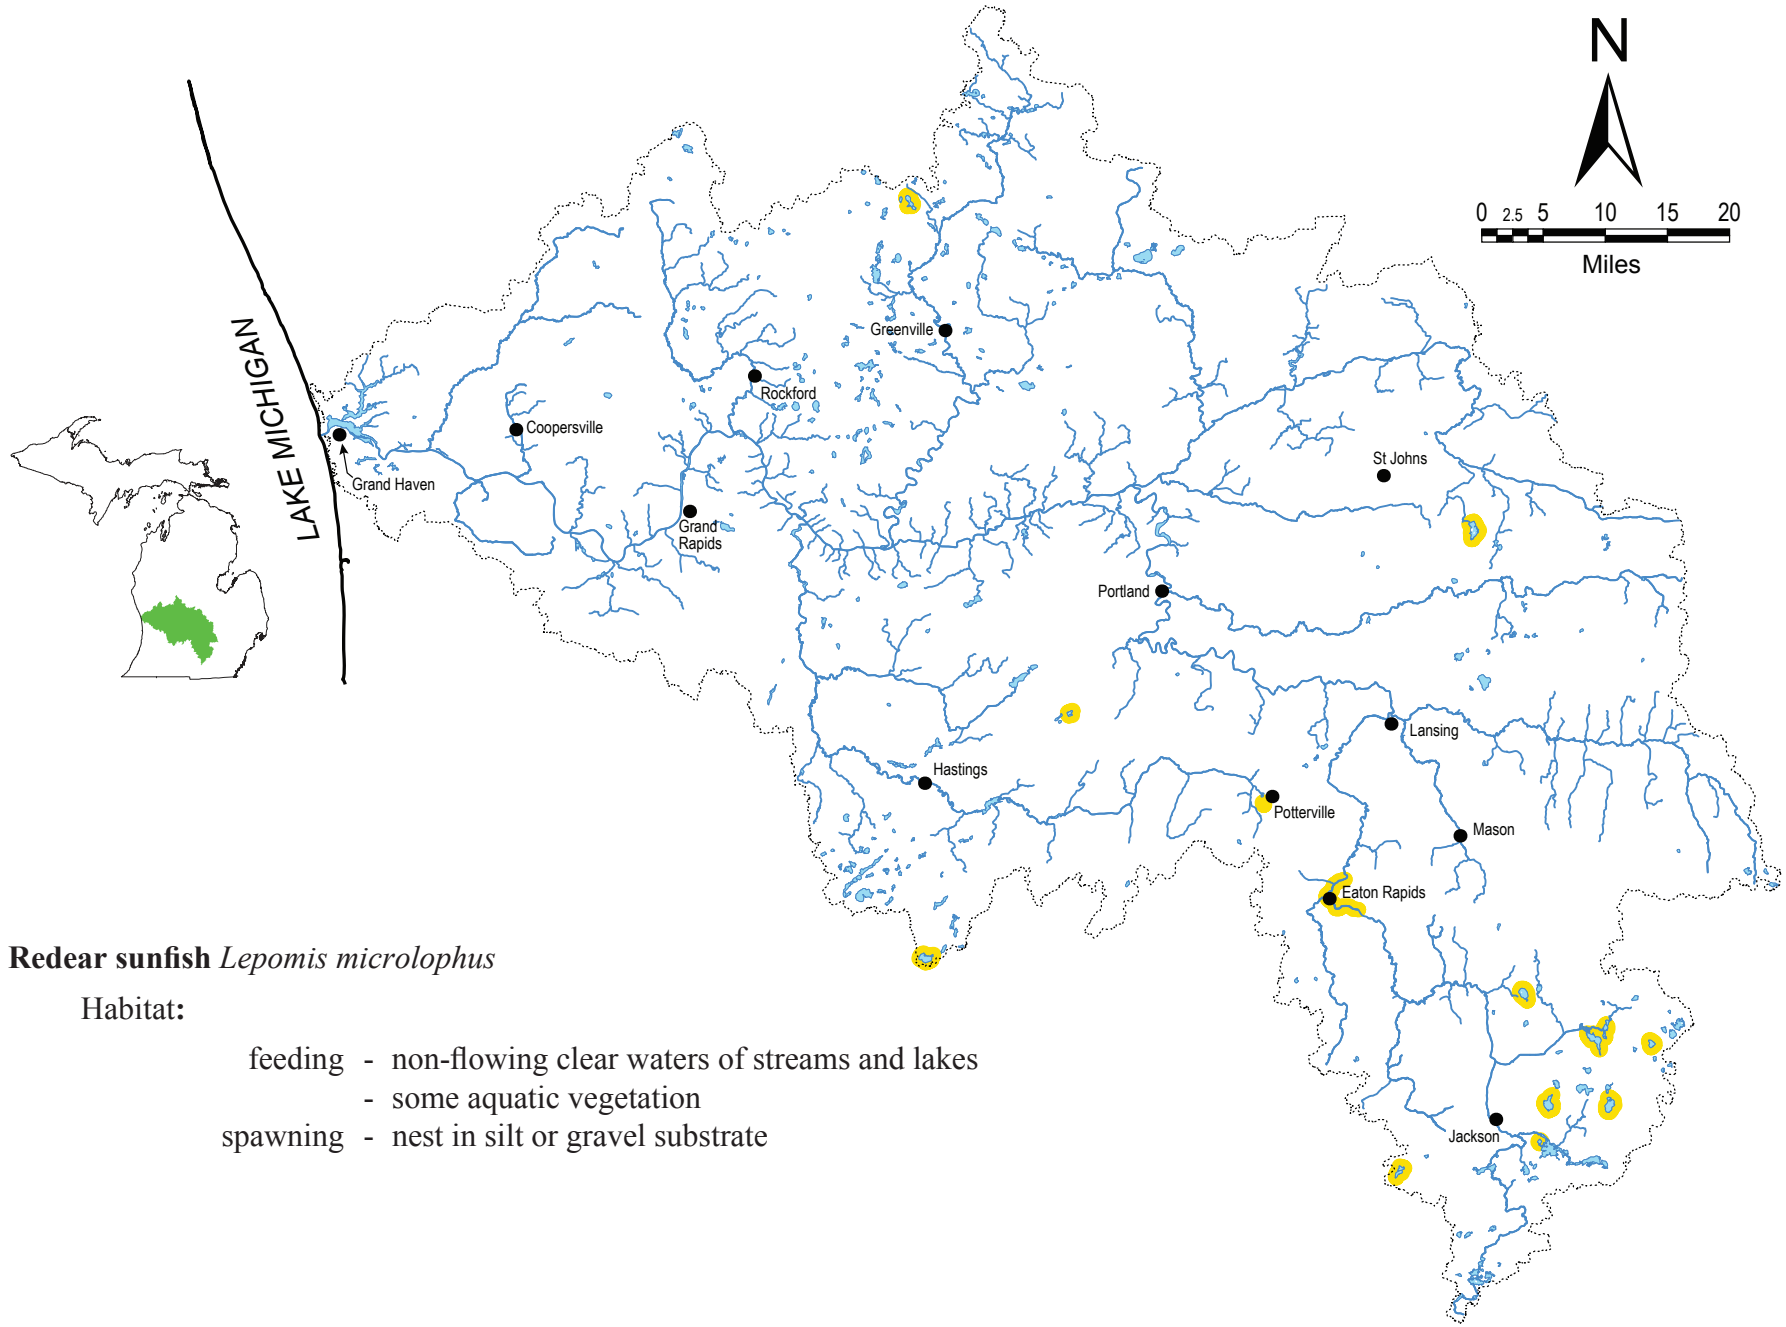 N
0 2.5 5 10 15 20
Miles
LAKE MICHIGAN
Greenville
Rockford
Coopersville
Grand Haven
St Johns
Grand
Rapids
Portland
Lansing
Hastings
Potterville
Mason
Eaton Rapids
Jackson
Redear sunfish Lepomis microlophus
Habitat:
feeding - non-flowing clear waters of streams and lakes
- some aquatic vegetation
spawning - nest in silt or gravel substrate